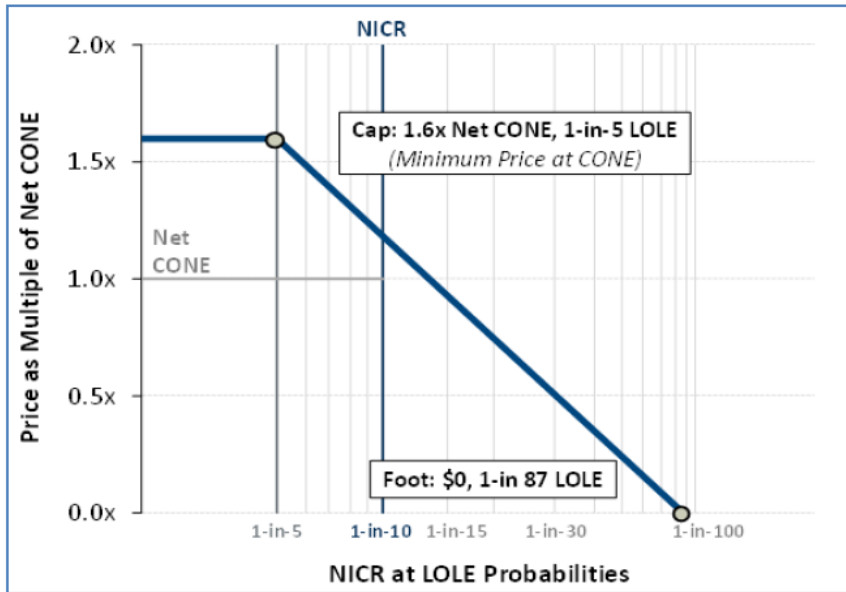 NICR
2.0x
Cap: 1.6x Net CONE, 1-in-5 LOLE
(Minimum Price at CONE)
1.5x
Net
CONE
1.0x
0.5x
Foot: $0, 1-in 87 LOLE
0.0x
1-in-5 1-in-10 1-in-15 1-in-30 1-in-100
Price as Multiple of Net CONE
NICR at LOLE Probabilities